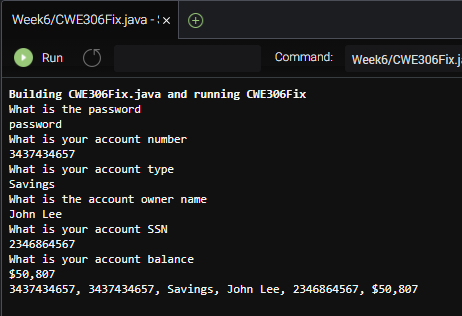 Week6/CWE306Fix.java - S
Run
Command:
Week6/CWE306Fix.j
Building CWE306Fix.java and running CWE306Fix
What is the password
password
What is your account number
3437434657
What is your account type
Savings
What is the account owner name
John Lee
What is your account SSN
2346864567
What is your account balance
$50,807
3437434657, 3437434657, Savings, John Lee, 2346864567, $50,807